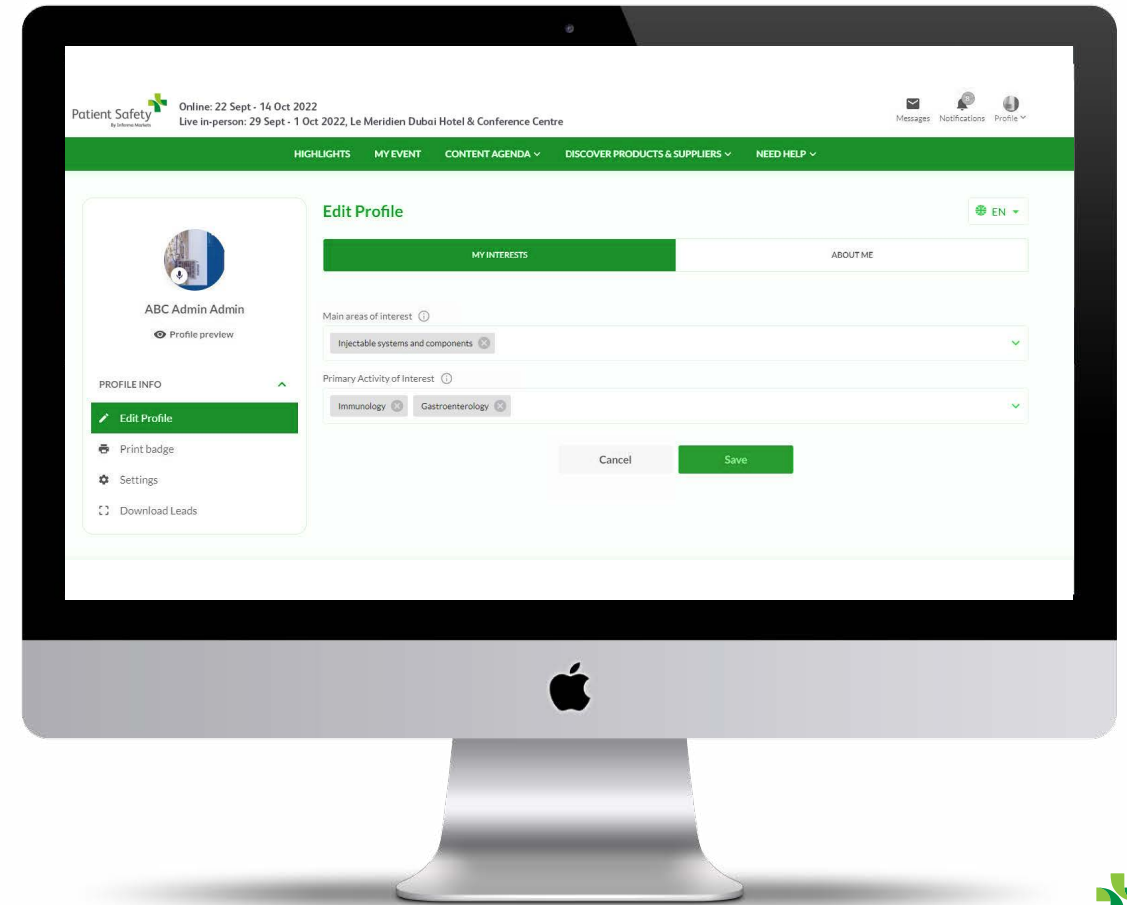 Patient Safety
By Informa Markets
Online: 22 Sept - 14 Oct 2022
Live in-person: 29 Sept - 1 Oct 2022, Le Meridien Dubai Hotel & Conference Centre
Messages
Notifications
Profile
HIGHLIGHTS
MY EVENT
CONTENT AGENDA
DISCOVER PRODUCTS & SUPPLIERS
NEED HELP
ABC Admin Admin
Profile preview
PROFILE INFO
Edit Profile
Print badge
Settings
Download Leads
Edit Profile
EN
MY INTERESTS
ABOUT ME
Main areas of interest
Injectable systems and components
Primary Activity of Interest
Immunology
Gastroenterology
Cancel
Save